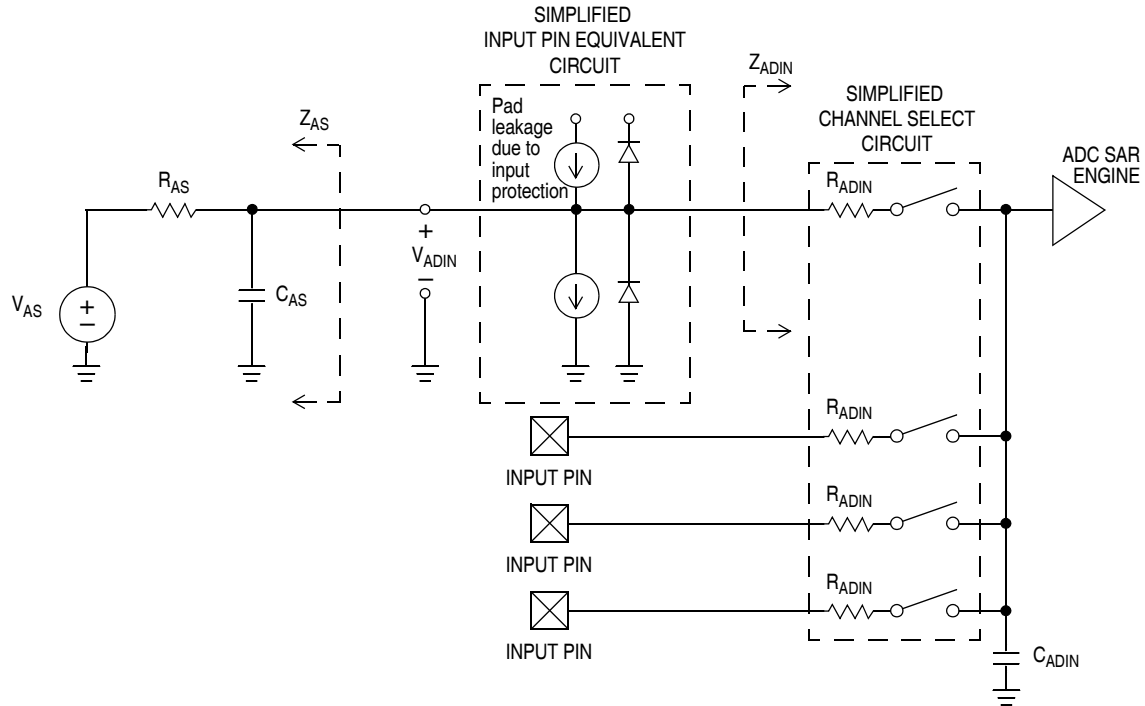 SIMPLIFIED
INPUT PIN EQUIVALENT
CIRCUIT
Pad
leakage
due to
input
protection
Z_AS
Z_ADIN
SIMPLIFIED
CHANNEL SELECT
CIRCUIT
ADC SAR
ENGINE
R_AS
R_ADIN
+
V_ADIN
−
V_AS
+
−
C_AS
R_ADIN
INPUT PIN
R_ADIN
INPUT PIN
R_ADIN
INPUT PIN
C_ADIN